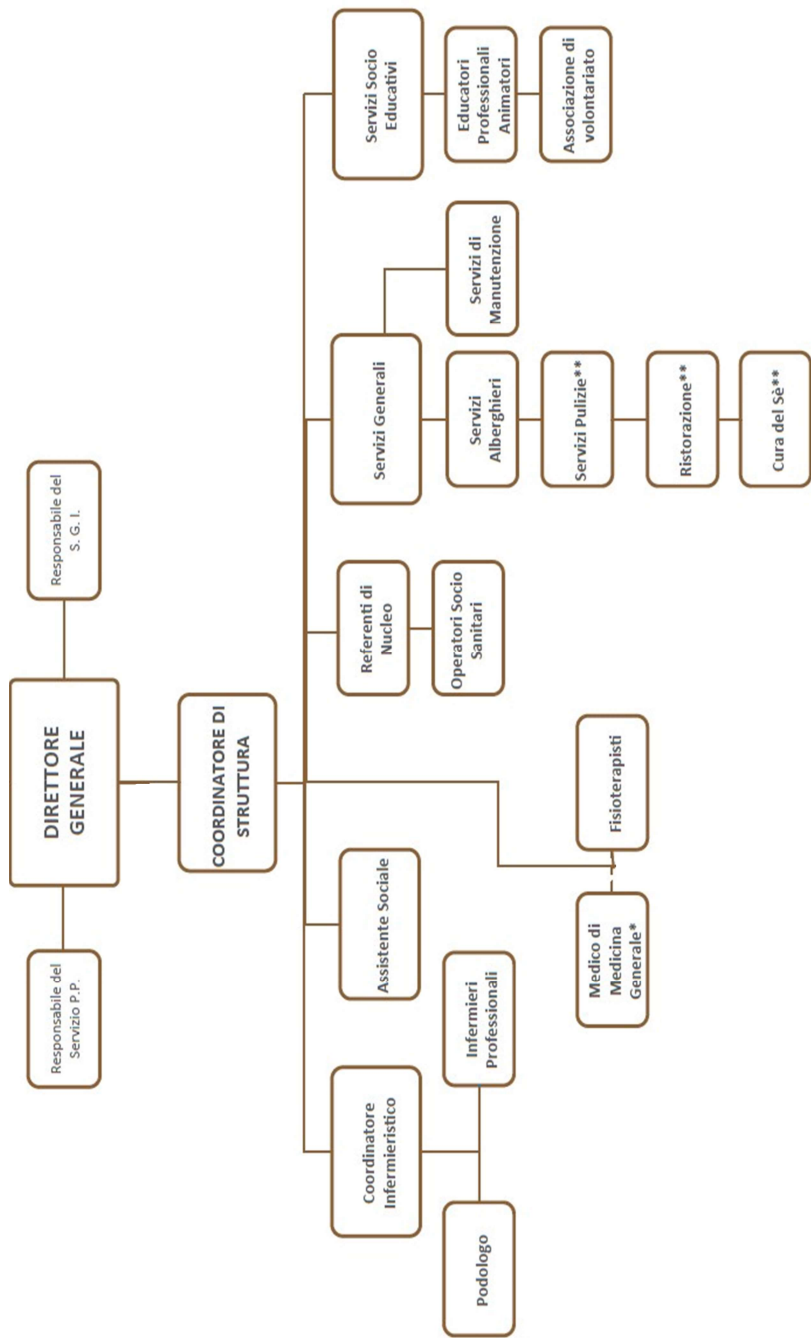 Responsabile del
Servizio P.P.
DIRETTORE
GENERALE
Responsabile del
S. G. I.
COORDINATORE DI
STRUTTURA
Coordinatore
Infermieristico
Assistente Sociale
Referenti di
Nucleo
Servizi Generali
Servizi Socio
Educativi
Podologo
Infermieri
Professionali
Operatori Socio
Sanitari
Servizi
Alberghieri
Servizi di
Manutenzione
Educatori
Professionali
Animatori
Servizi Pulizie**
Associazione di
volontariato
Medico di
Medicina
Generale*
Fisioterapisti
Ristorazione**
Cura del Sè**